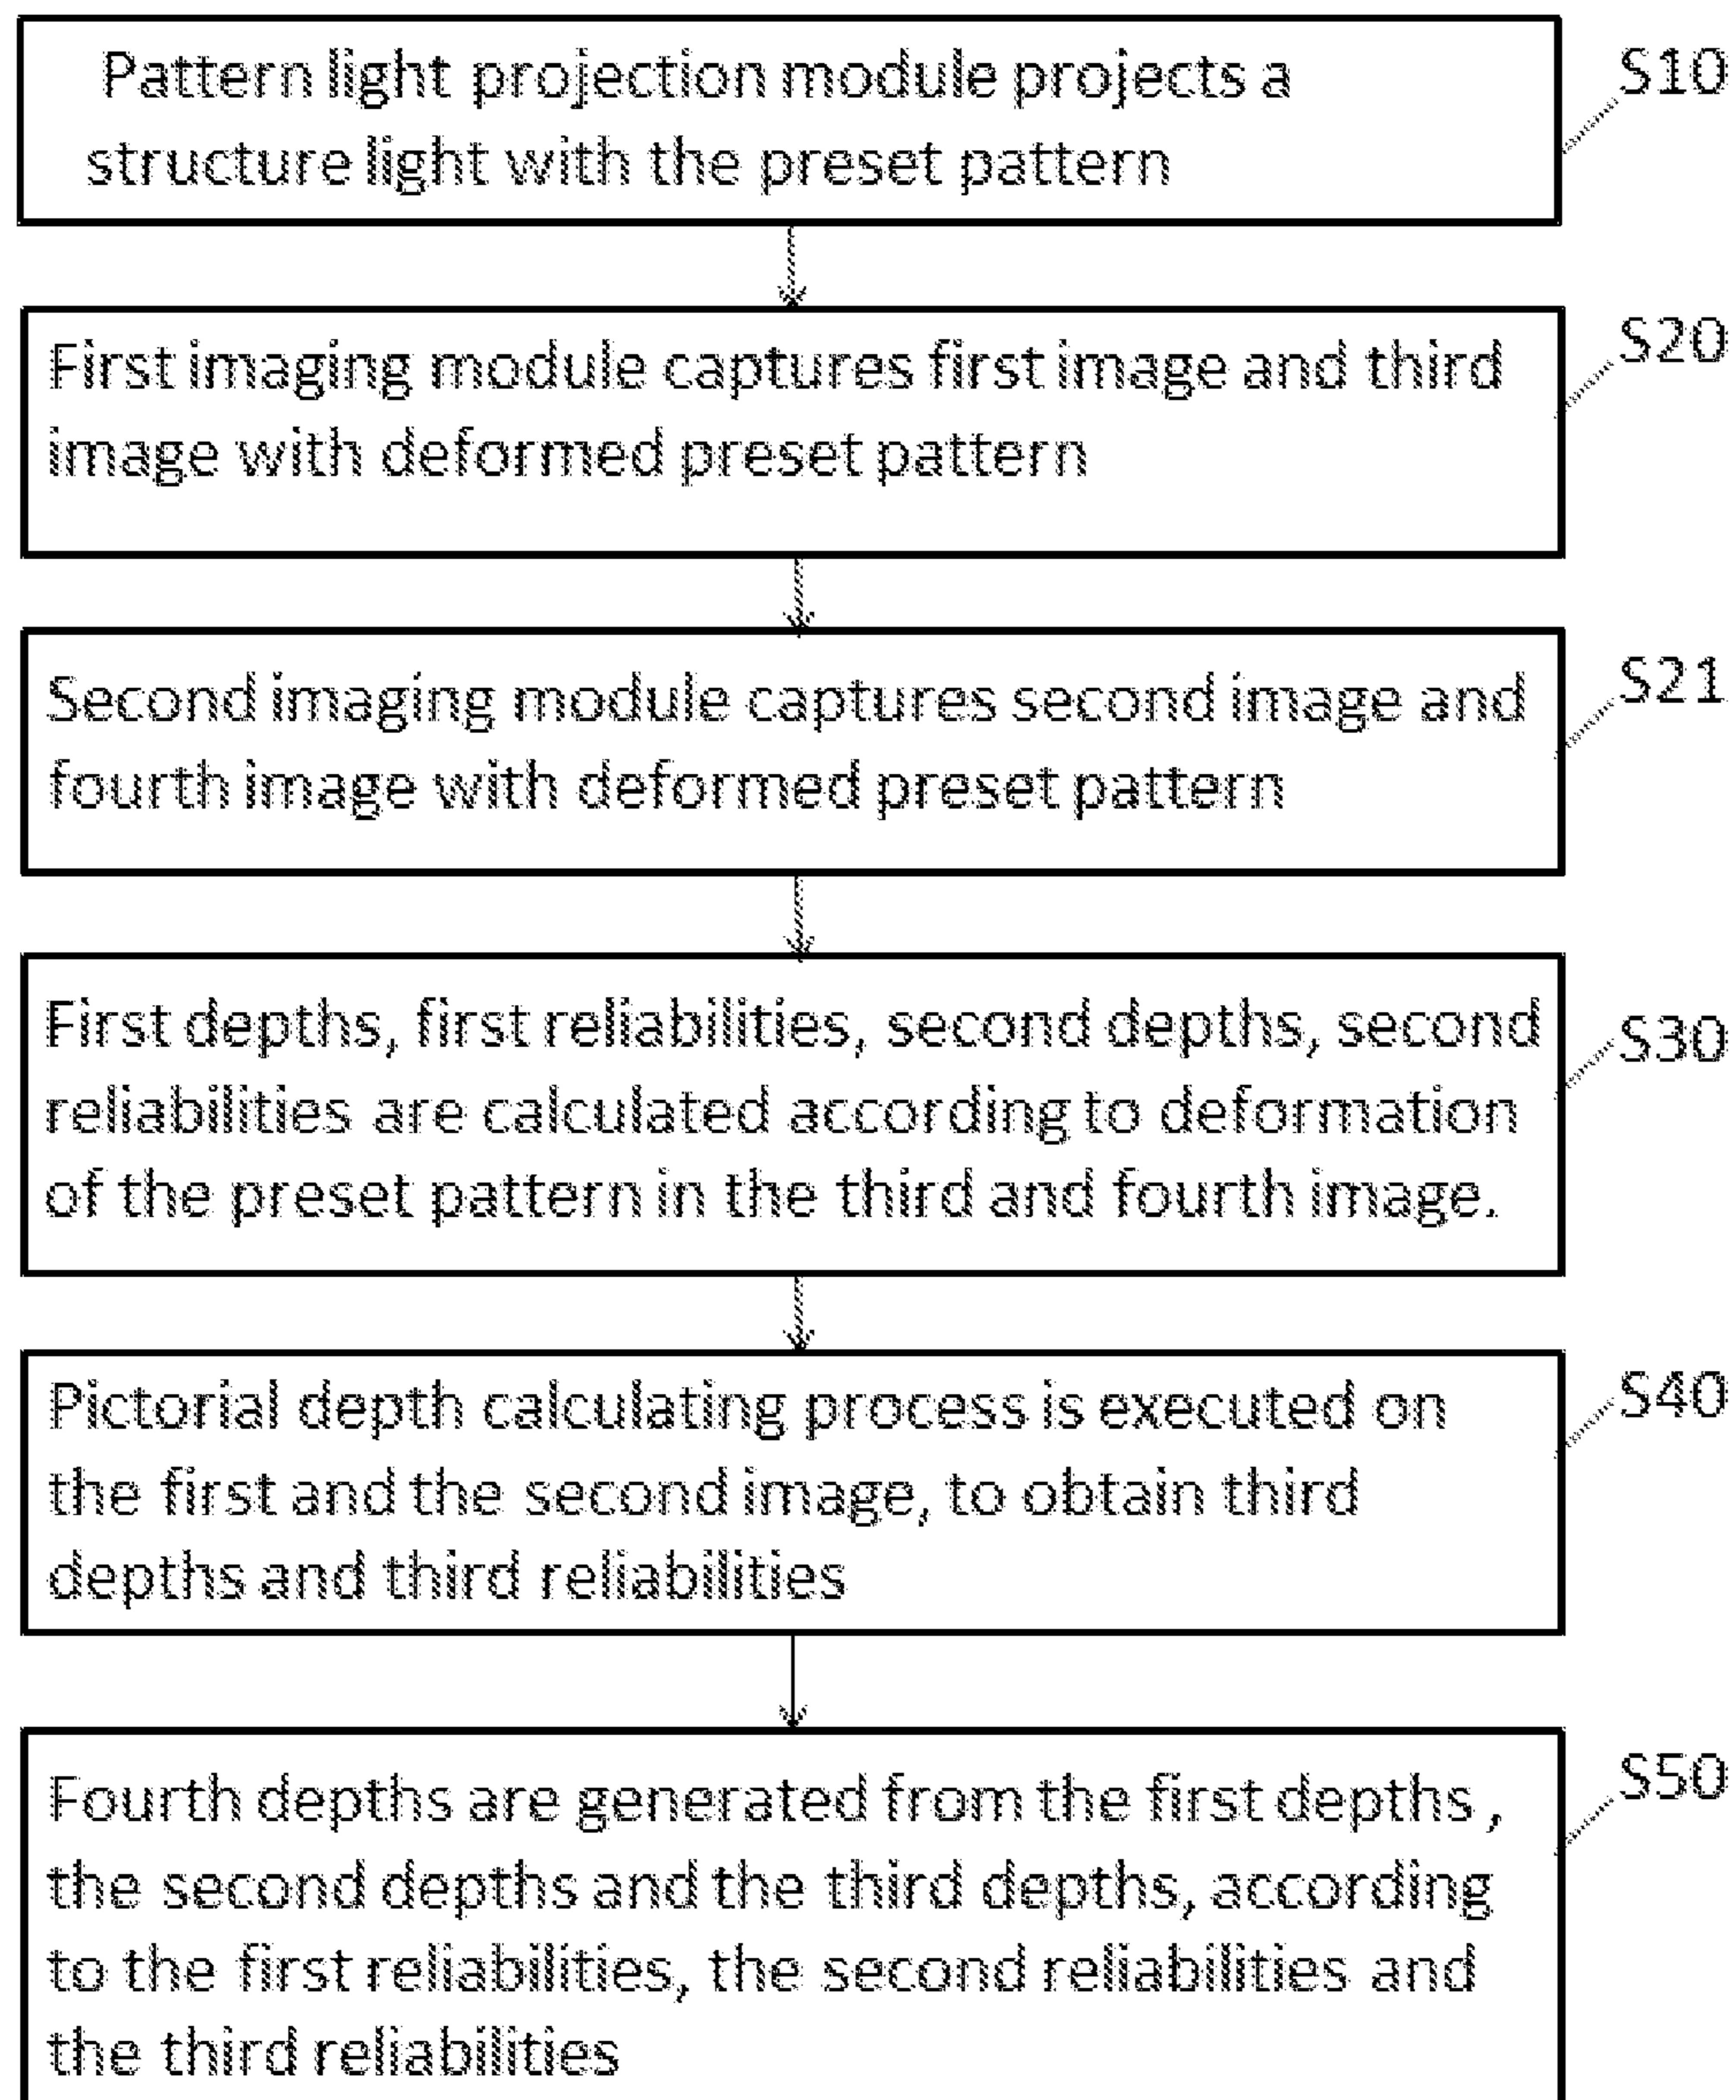 Pattern light projection module projects a
structure light with the preset pattern
S10
First imaging module captures first image and third
image with deformed preset pattern
S20
Second imaging module captures second image and
fourth image with deformed preset pattern
S21
First depths, first reliabilities, second depths, second
reliabilities are calculated according to deformation
of the preset pattern in the third and fourth image.
S30
Pictorial depth calculating process is executed on
the first and the second image, to obtain third
depths and third reliabilities
S40
Fourth depths are generated from the first depths ,
the second depths and the third depths, according
to the first reliabilities, the second reliabilities and
the third reliabilities
S50